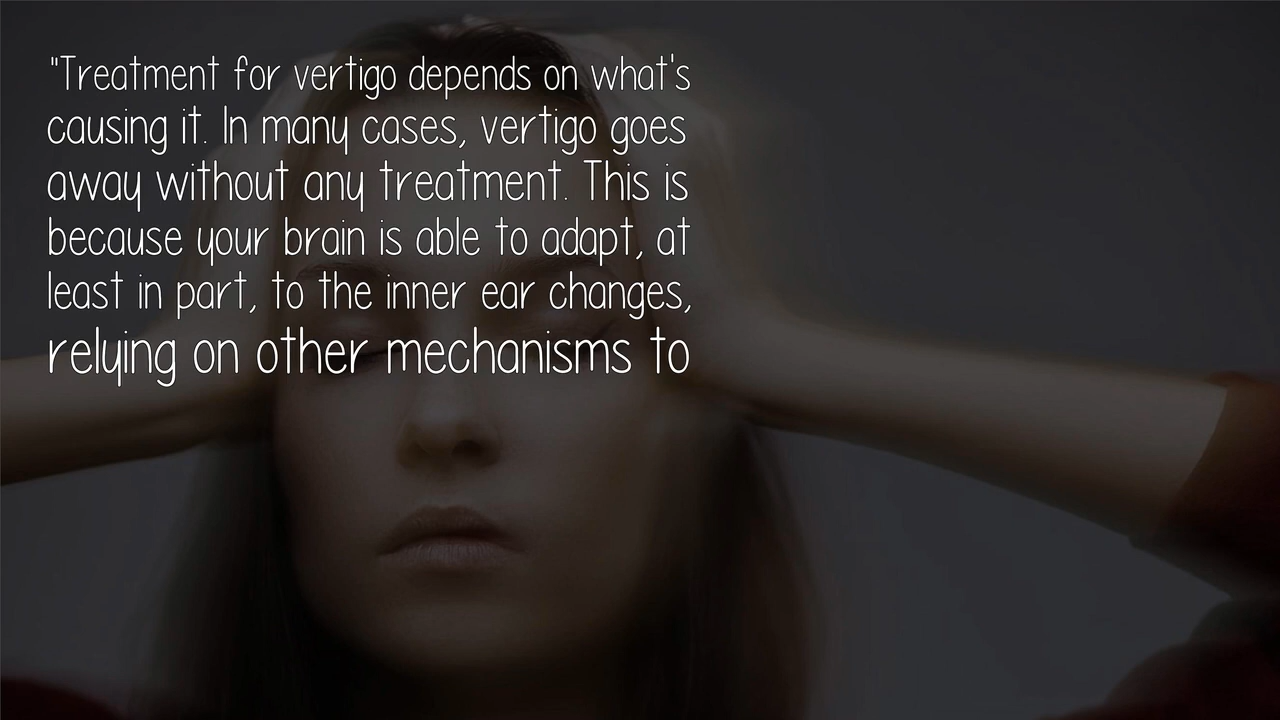 "Treatment for vertigo depends on what's
causing it. In many cases, vertigo goes
away without any treatment. This is
because your brain is able to adapt, at
least in part, to the inner ear changes,
relying on other mechanisms to